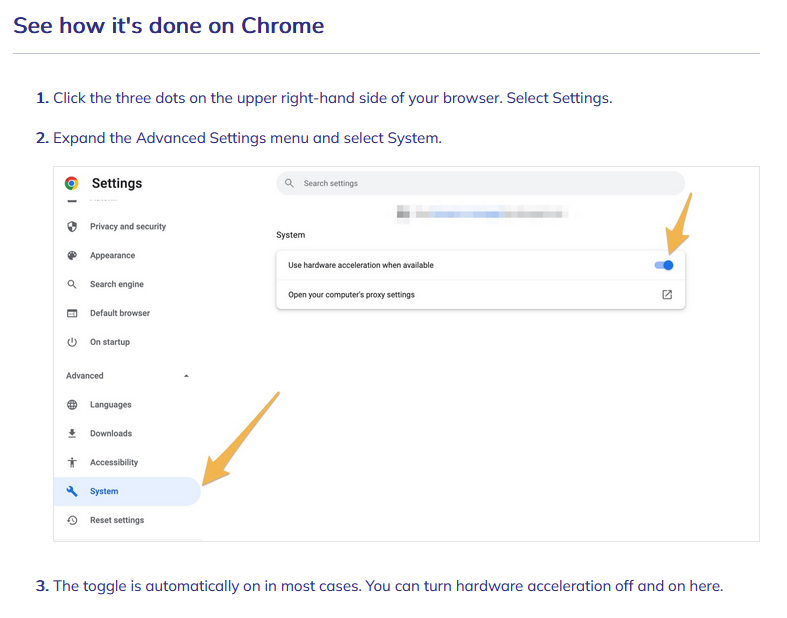 See how it's done on Chrome
1. Click the three dots on the upper right-hand side of your browser. Select Settings.
2. Expand the Advanced Settings menu and select System.
Settings
Search settings
Privacy and security
System
Appearance
Use hardware acceleration when available
Search engine
Open your computer's proxy settings
Default browser
On startup
Advanced
Languages
Downloads
Accessibility
System
Reset settings
3. The toggle is automatically on in most cases. You can turn hardware acceleration off and on here.